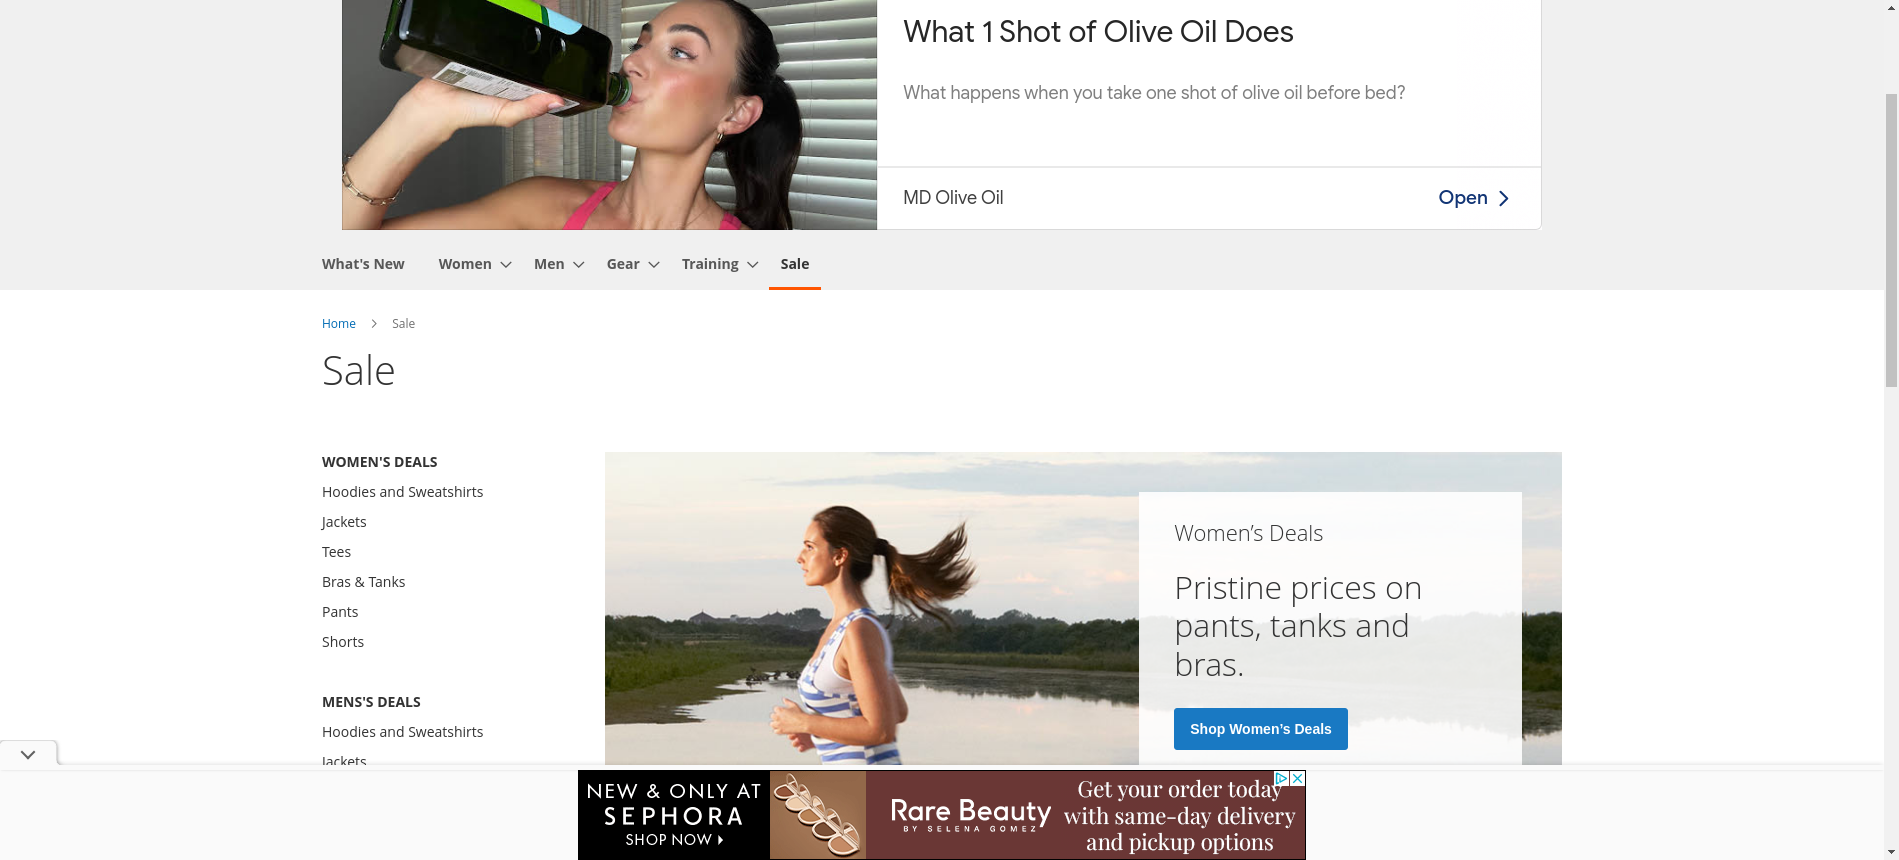 What 1 Shot of Olive Oil Does
What happens when you take one shot of olive oil before bed?
MD Olive Oil
Open
What's New
Women
Men
Gear
Training
Sale
Home
Sale
Sale
WOMEN'S DEALS
Hoodies and Sweatshirts
Jackets
Tees
Bras & Tanks
Pants
Shorts
MENS'S DEALS
Hoodies and Sweatshirts
Jackets
Women’s Deals
Pristine prices on
pants, tanks and
bras.
Shop Women’s Deals
NEW & ONLY AT
SEPHORA
SHOP NOW
Rare Beauty
BY SELENA GOMEZ
Get your order today
with same-day delivery
and pickup options